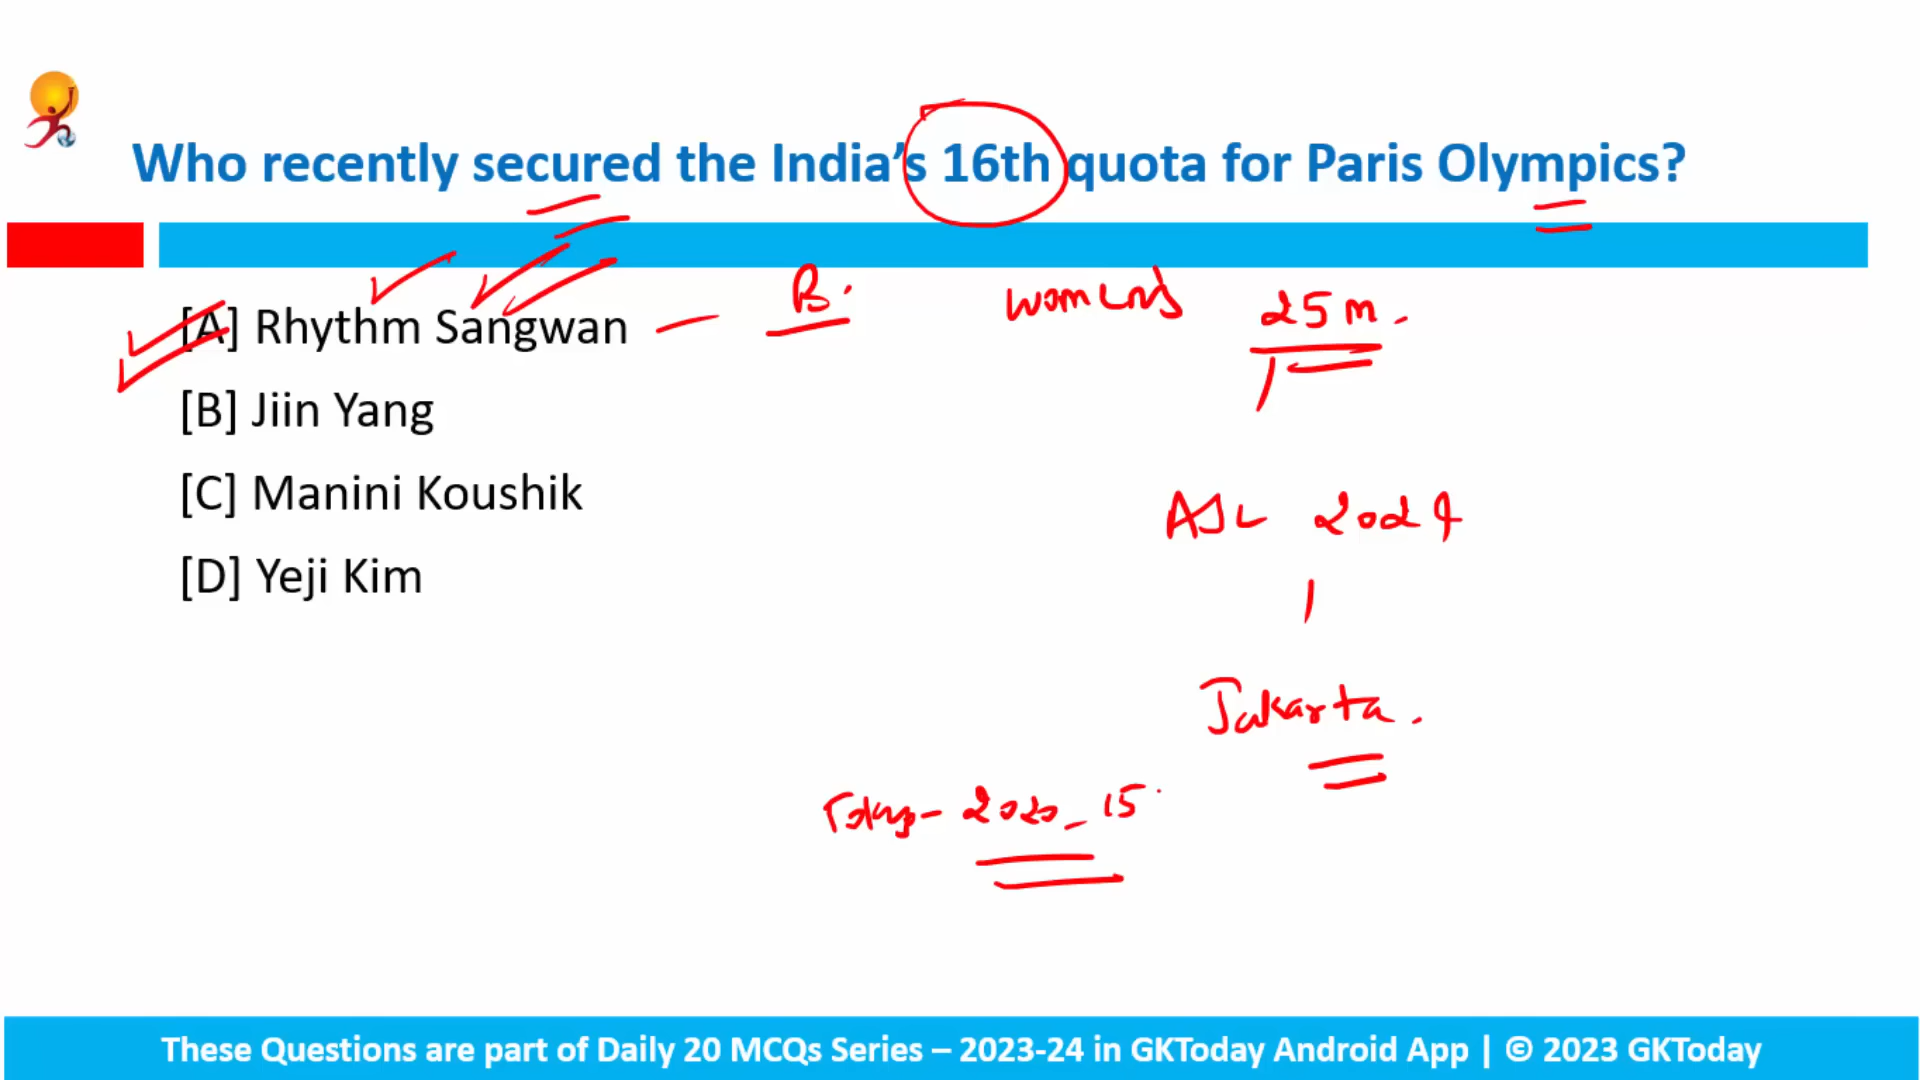 Who recently secured the India's 16th quota for Paris Olympics?
[A] Rhythm Sangwan — B. women's 25m.
[B] Jiin Yang
[C] Manini Koushik
ASC 2024
[D] Yeji Kim
Jakarta.
Tokyo - 2020 - 15
These Questions are part of Daily 20 MCQs Series – 2023-24 in GKToday Android App | © 2023 GKToday